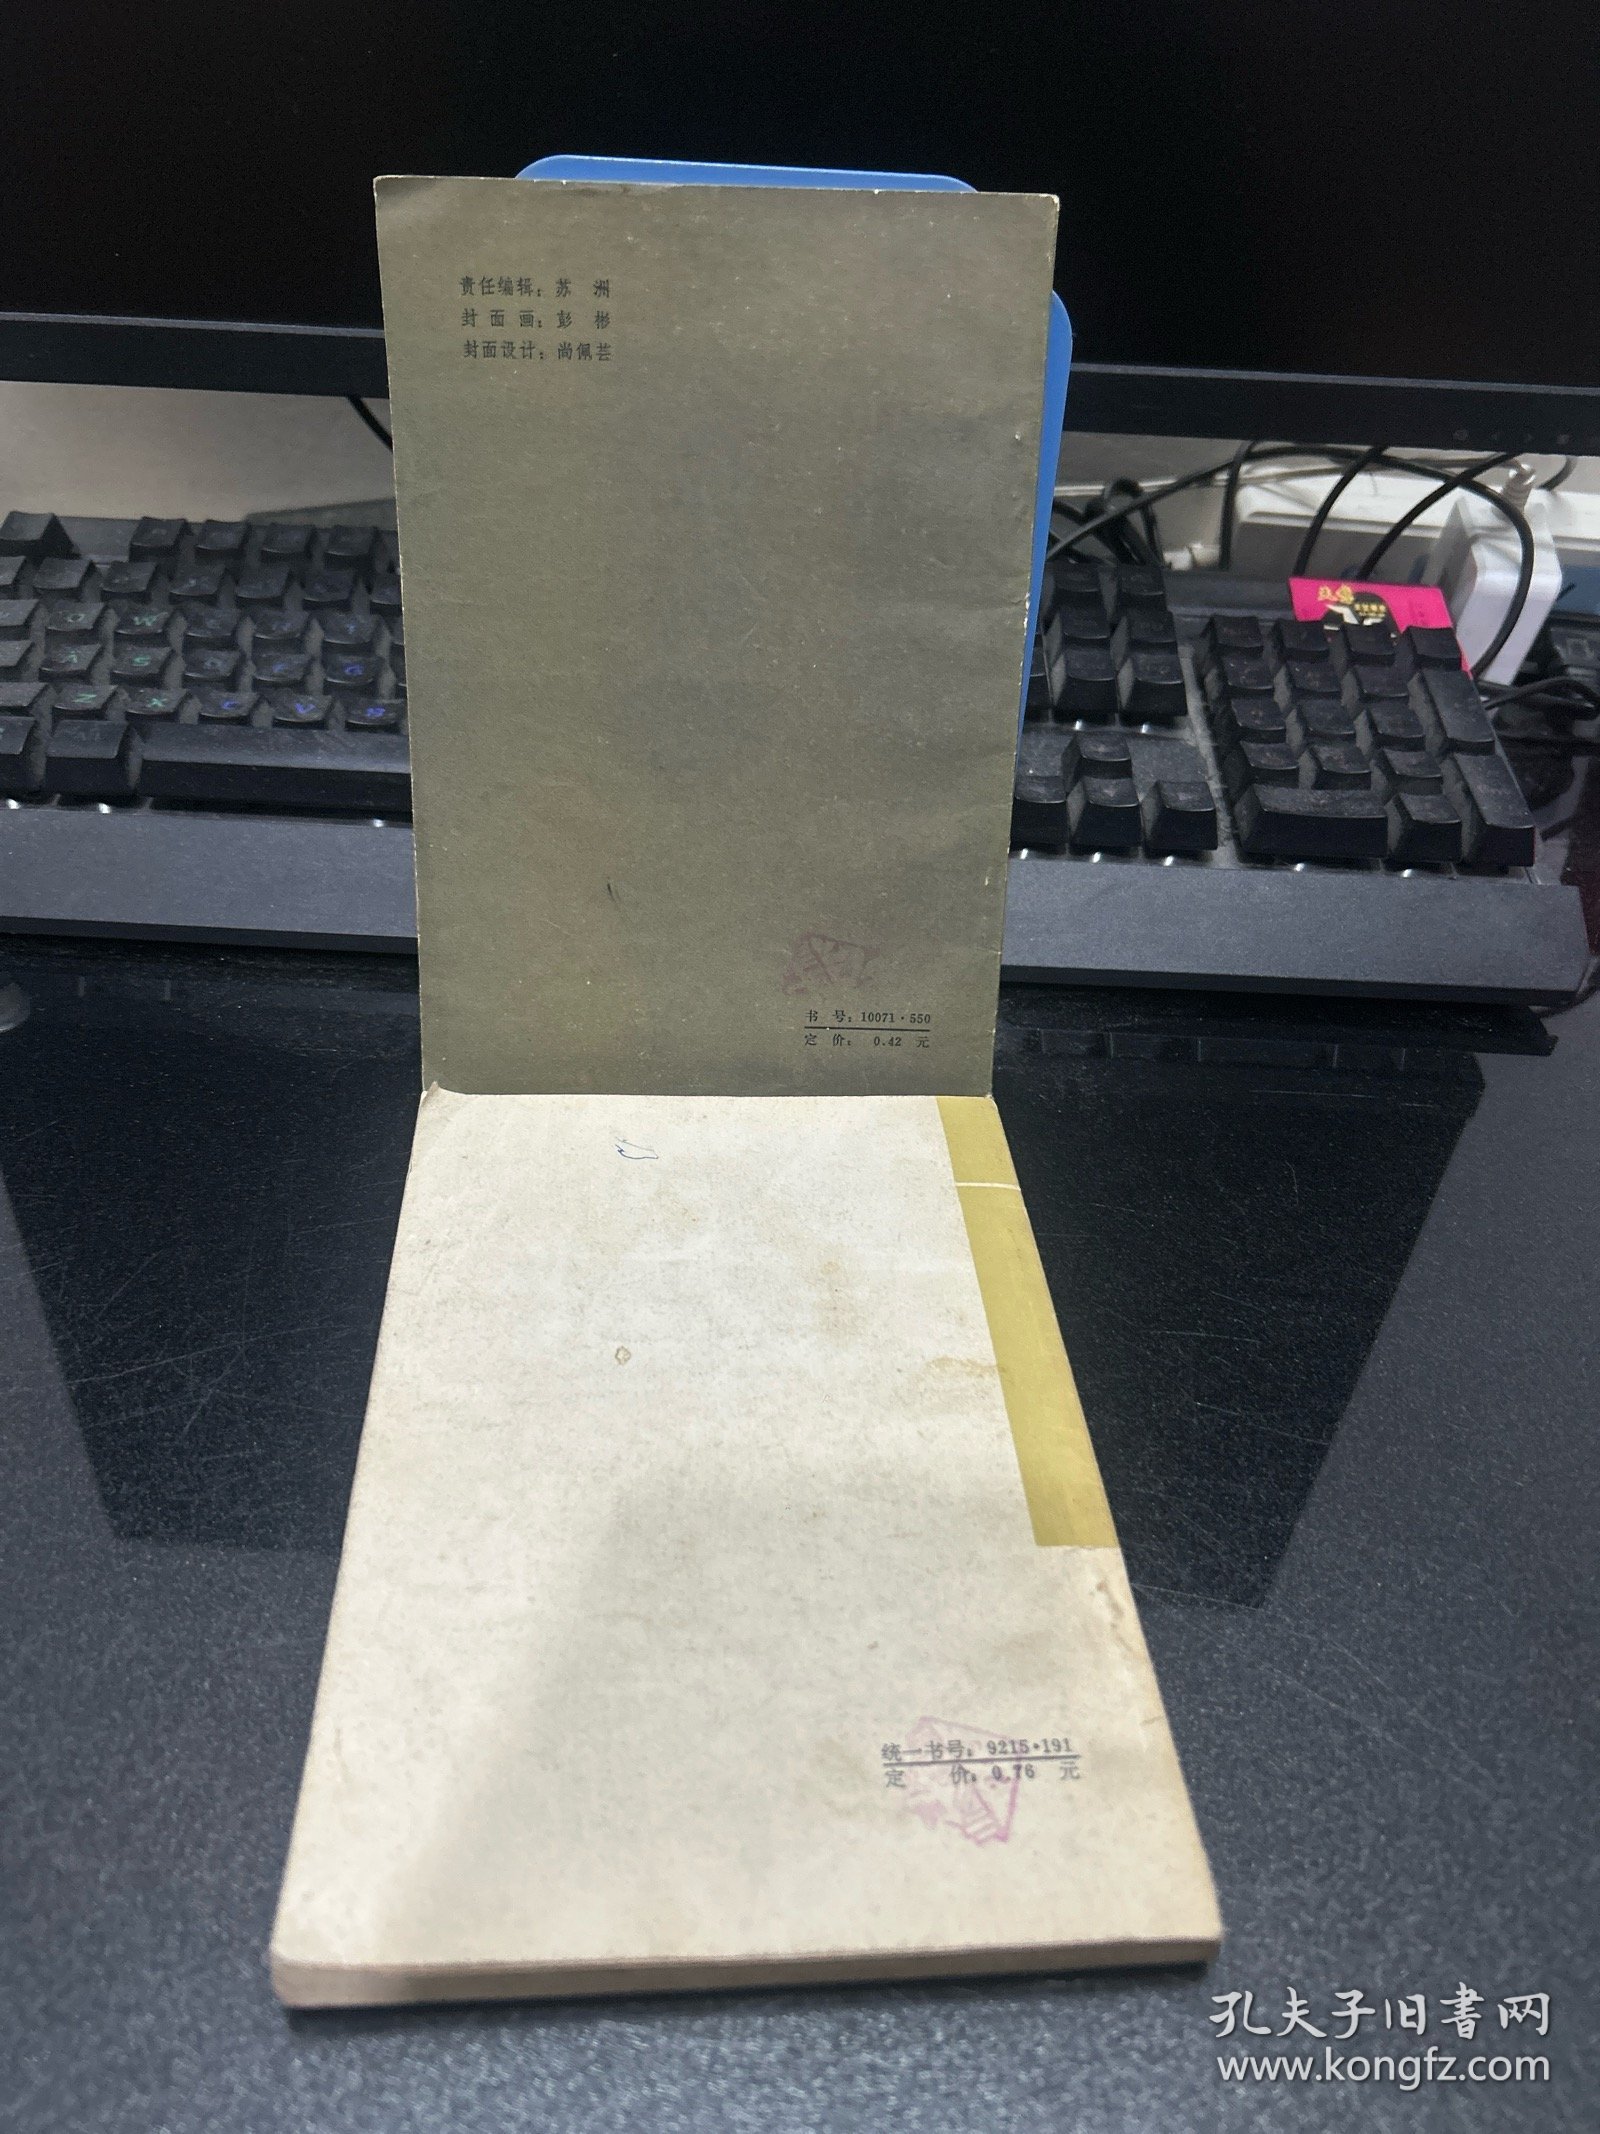 责任编辑：苏 洲
封 面 画：彭 彬
封面设计：尚佩芸
书 号：10071·550
定 价： 0.42 元
统一书号：9215·191
定 价：0.76 元
孔夫子旧書网
www.kongfz.com